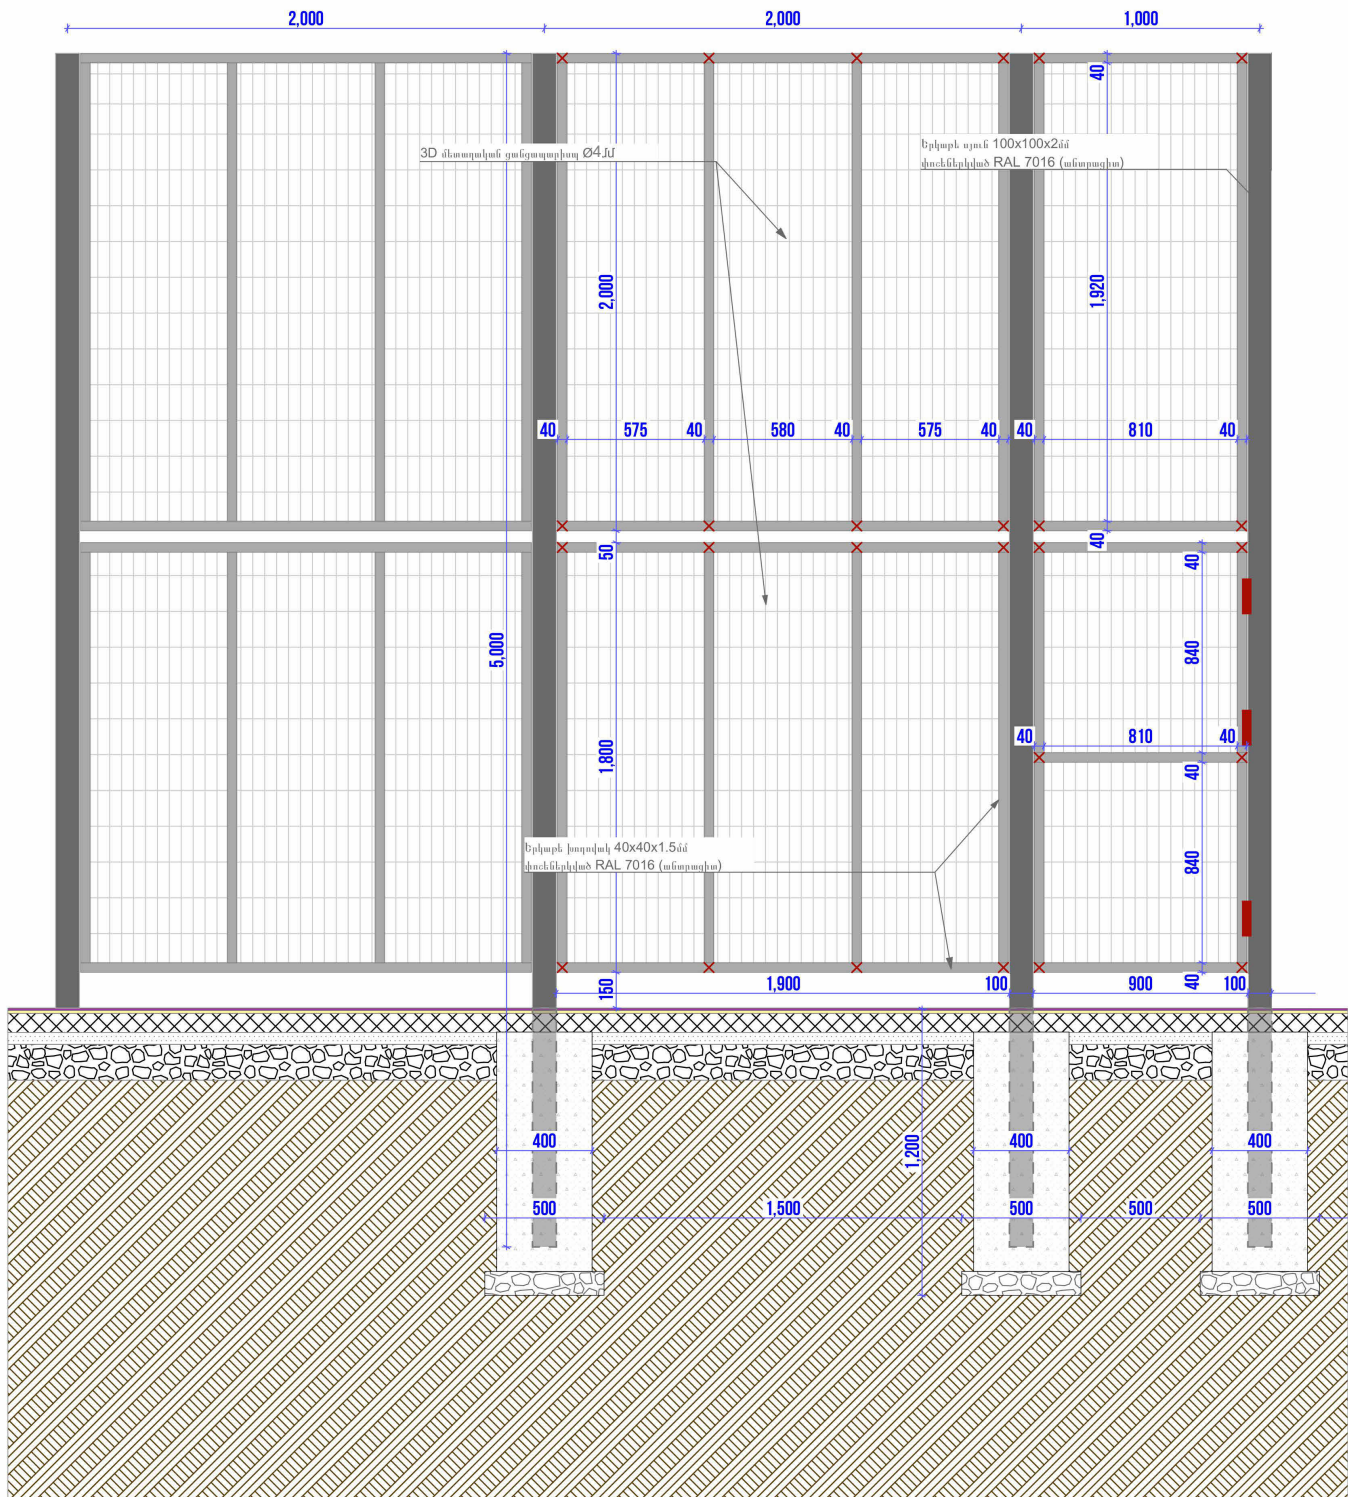 2,000
2,000
1,000
40
3D մետաղական ցանցապարիսպ Ø4մմ
Երկաթե սյուն 100x100x2մմ
փոշեներկված RAL 7016 (անտրացիտ)
2,000
1,920
40 575 40 580 40 575 40 40 810 40
50
40
40
5,000
840
1,800
40 810 40
40
Երկաթե խողովակ 40x40x1.5մմ
փոշեներկված RAL 7016 (անտրացիտ)
840
150
1,900 100 900 100
40
1,200
400 400 400
500 1,500 500 500 500